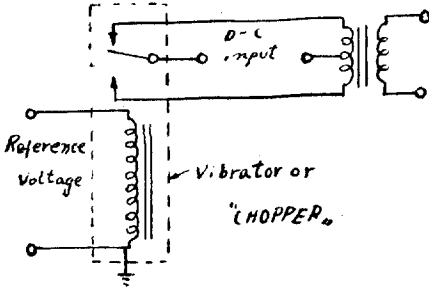 D-C
input
Reference
Voltage
Vibrator or
"CHOPPER"